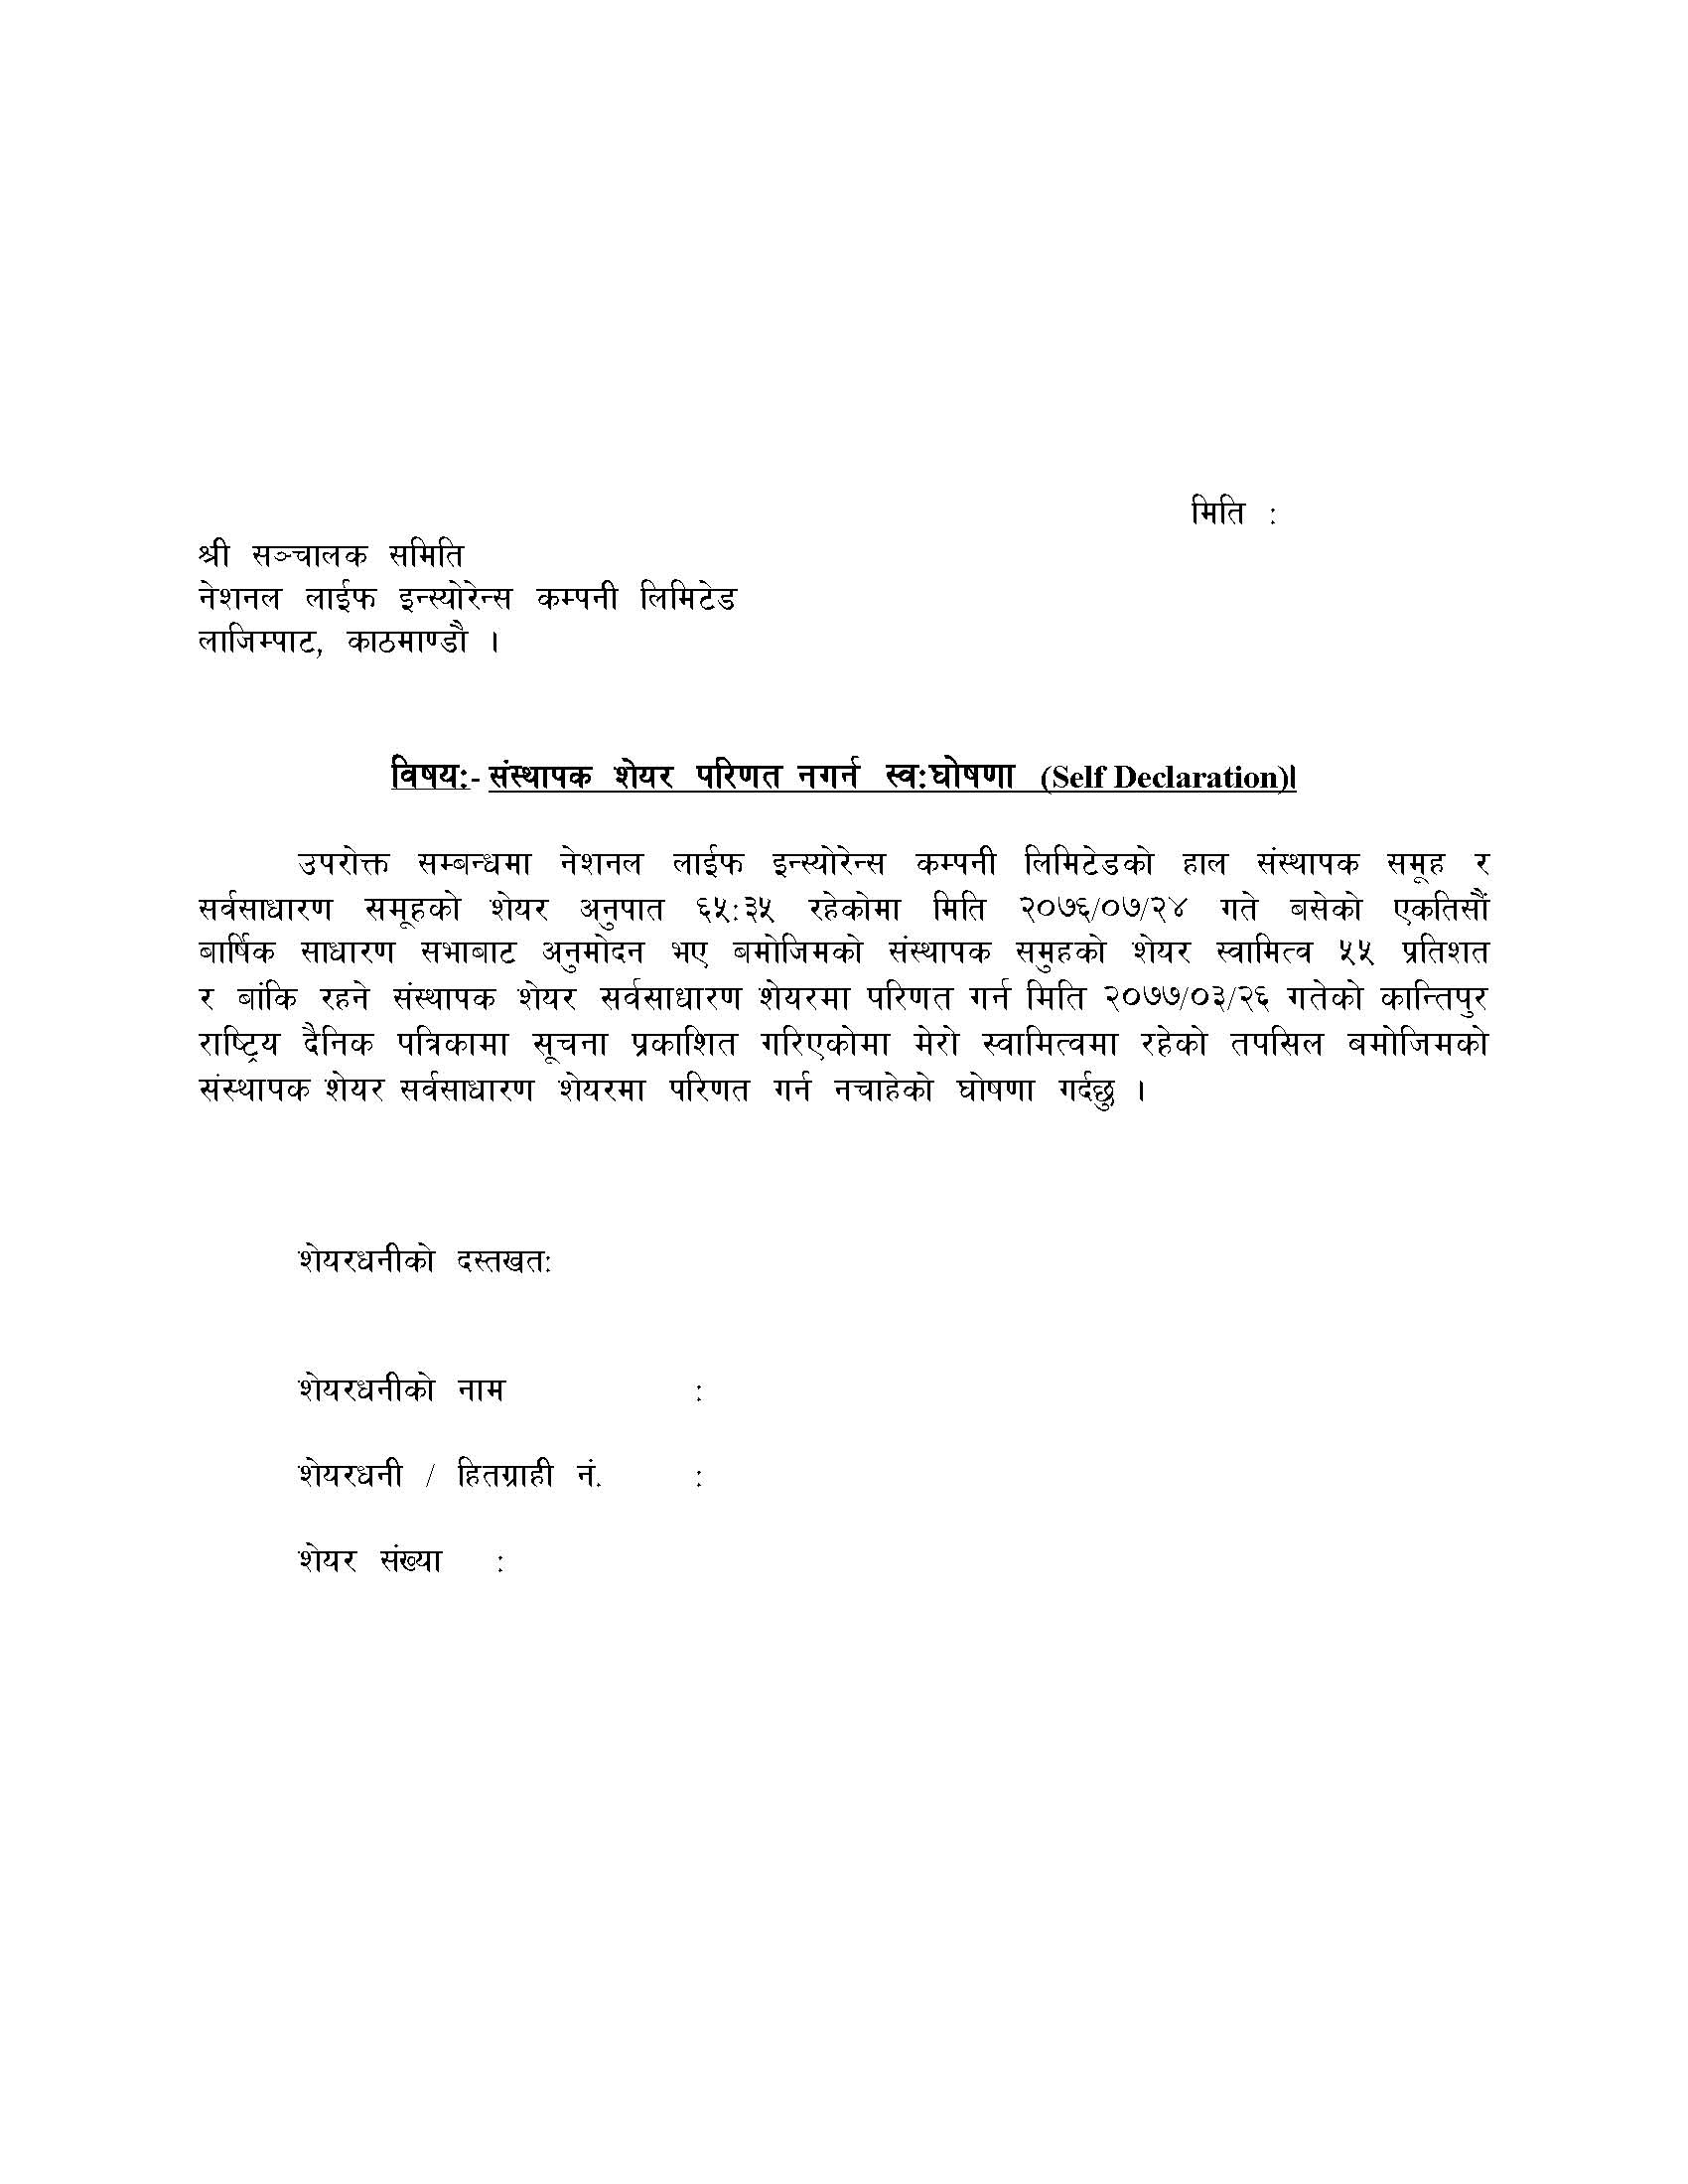 मिति :
श्री सञ्चालक समिति
नेशनल लाईफ इन्स्योरेन्स कम्पनी लिमिटेड
लाजिम्पाट, काठमाण्डौ ।
विषय:- संस्थापक शेयर परिणत नगर्न स्व:घोषणा (Self Declaration)।
उपरोक्त सम्बन्धमा नेशनल लाईफ इन्स्योरेन्स कम्पनी लिमिटेडको हाल संस्थापक समूह र
सर्वसाधारण समूहको शेयर अनुपात ६५:३५ रहेकोमा मिति २०७६/०७/२४ गते बसेको एकतिसौं
बार्षिक साधारण सभाबाट अनुमोदन भए बमोजिमको संस्थापक समुहको शेयर स्वामित्व ५५ प्रतिशत
र बांकि रहने संस्थापक शेयर सर्वसाधारण शेयरमा परिणत गर्न मिति २०७७/०३/२६ गतेको कान्तिपुर
राष्ट्रिय दैनिक पत्रिकामा सूचना प्रकाशित गरिएकोमा मेरो स्वामित्वमा रहेको तपसिल बमोजिमको
संस्थापक शेयर सर्वसाधारण शेयरमा परिणत गर्न नचाहेको घोषणा गर्दछु ।
शेयरधनीको दस्तखत:
शेयरधनीको नाम :
शेयरधनी / हितग्राही नं. :
शेयर संख्या :